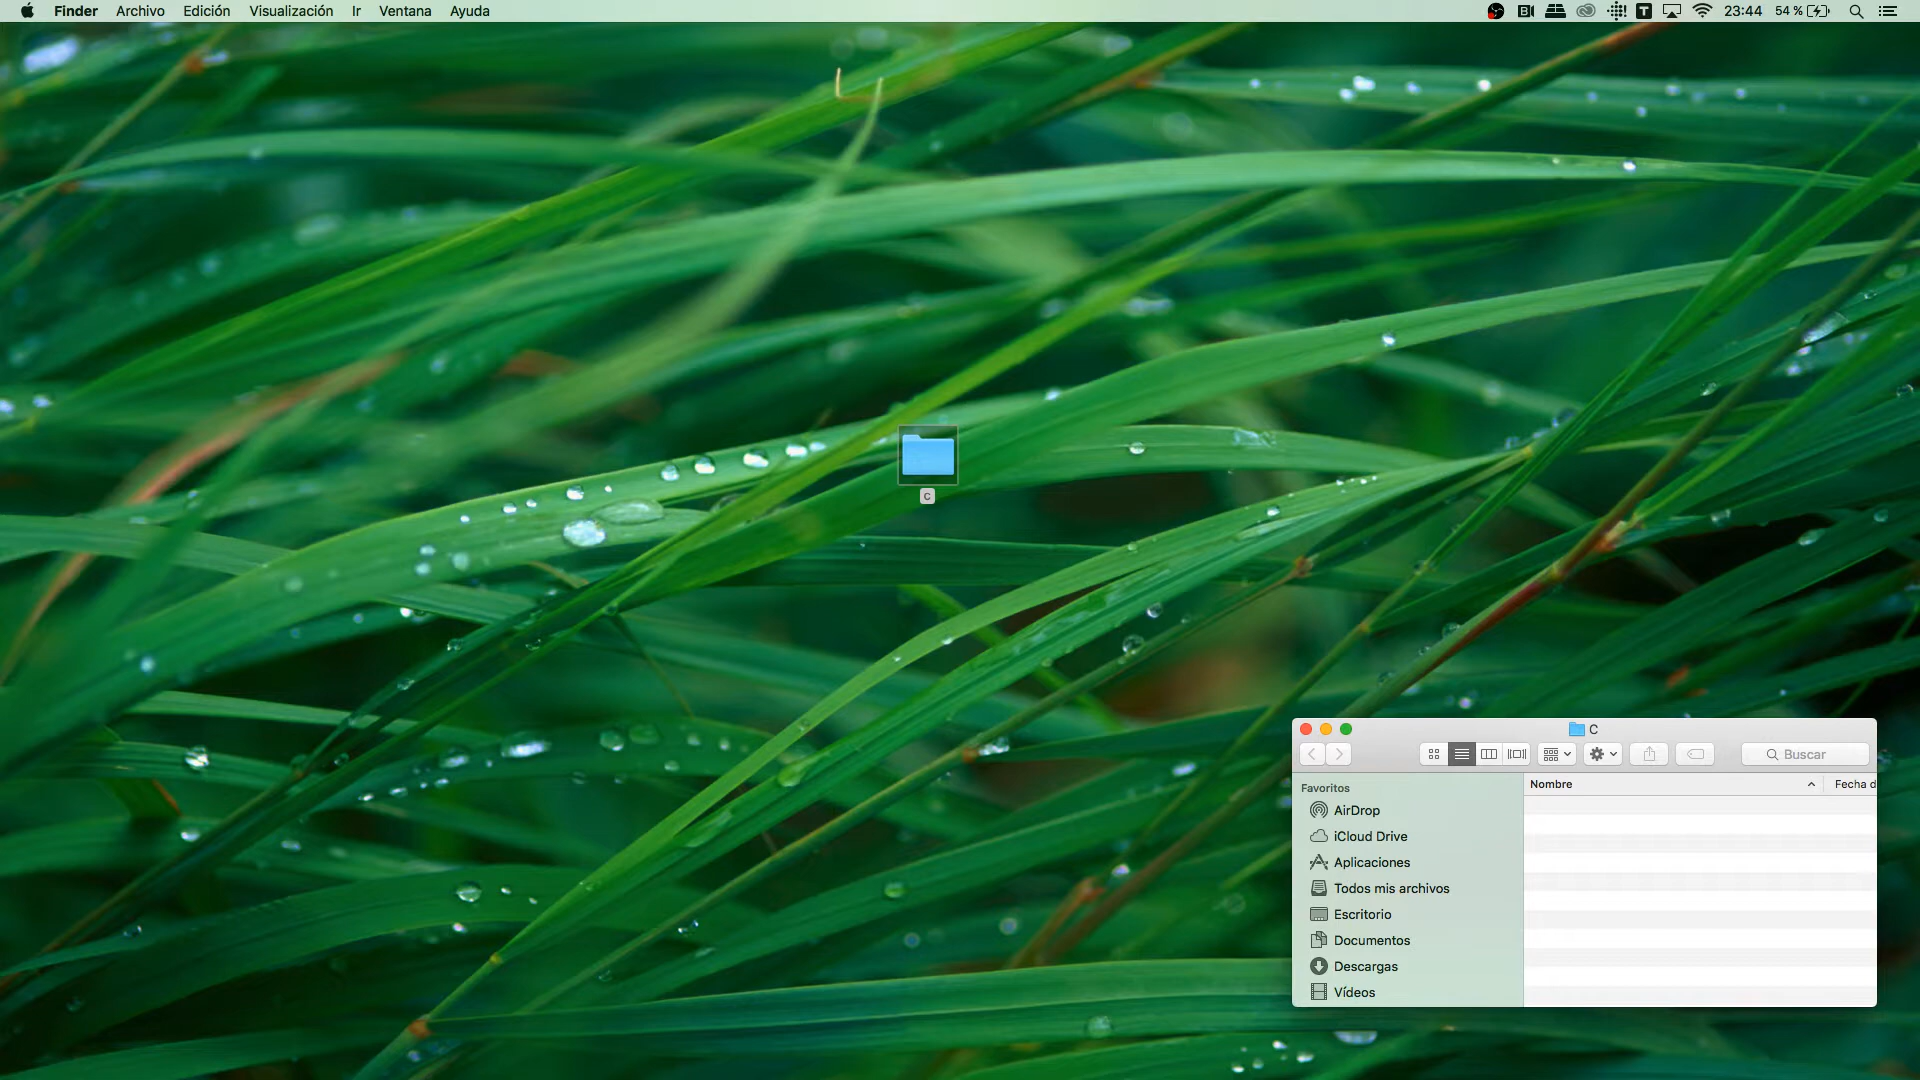 Finder Archivo Edición Visualización Ir Ventana Ayuda 23:44 54 %
C
C
Buscar
Favoritos
Nombre Fecha d
AirDrop
iCloud Drive
Aplicaciones
Todos mis archivos
Escritorio
Documentos
Descargas
Vídeos